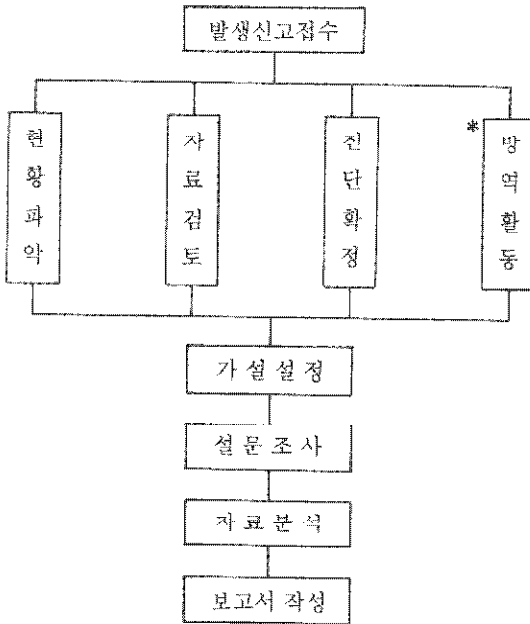 발생신고접수
현황파악
자료검토
진단확정
*
방역활동
가설설정
설문조사
자료분석
보고서 작성